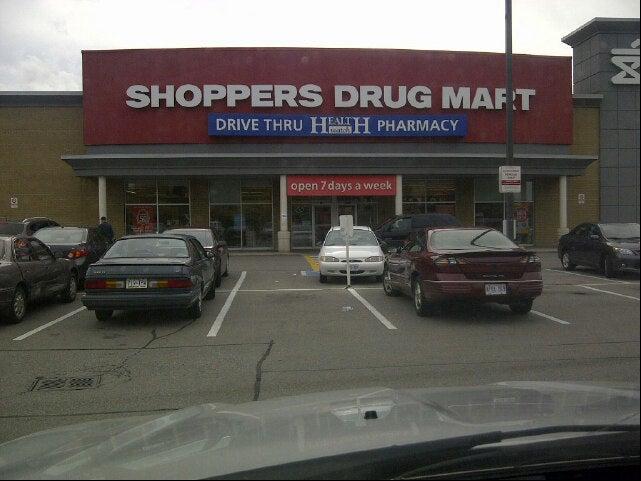 SHOPPERS DRUG MART
DRIVE THRU HEALTH PHARMACY
open 7 days a week